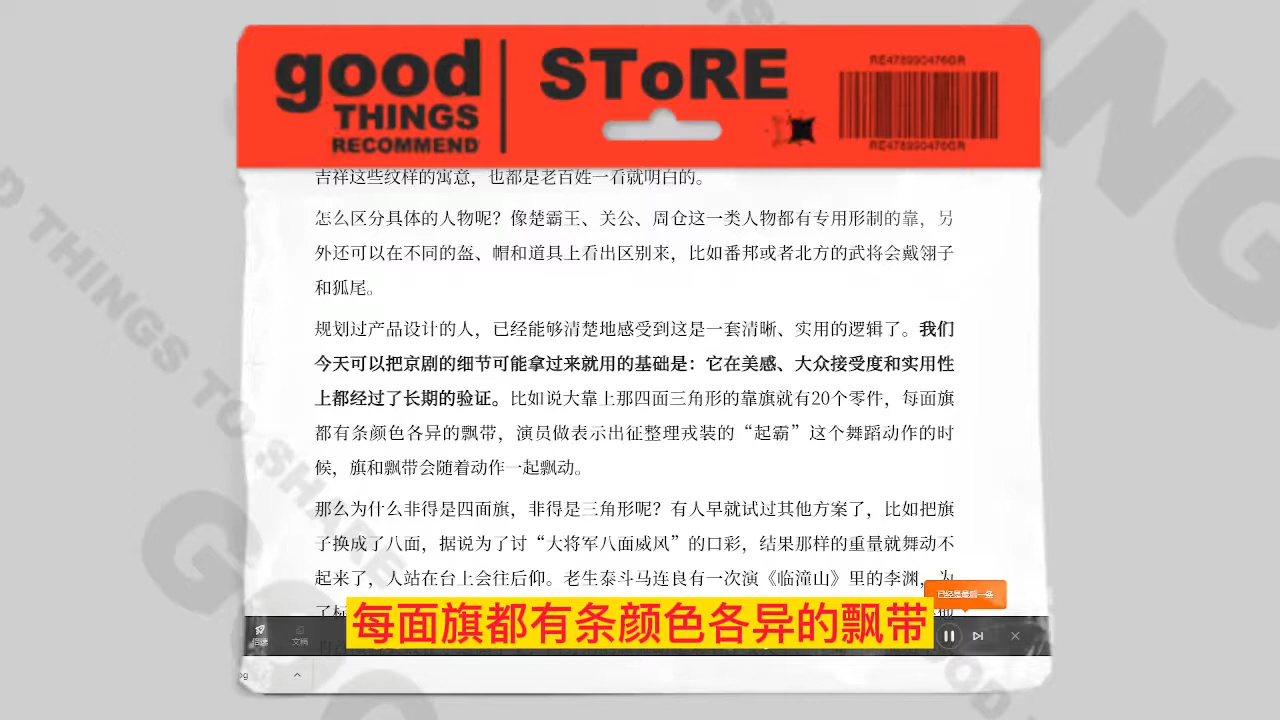 good
THINGS
RECOMMEND
SToRE
RE478990476GR
RE478990476GR
吉祥这些纹样的寓意，也都是老百姓一看就明白的。
怎么区分具体的人物呢？像楚霸王、关公、周仓这一类人物都有专用形制的靠，另
外还可以在不同的盔、帽和道具上看出区别来，比如番邦或者北方的武将会戴翎子
和狐尾。
规划过产品设计的人，已经能够清楚地感受到这是一套清晰、实用的逻辑了。我们
今天可以把京剧的细节可能拿过来就用的基础是：它在美感、大众接受度和实用性
上都经过了长期的验证。比如说大靠上那四面三角形的靠旗就有20个零件，每面旗
都有条颜色各异的飘带，演员做表示出征整理戎装的“起霸”这个舞蹈动作的时
候，旗和飘带会随着动作一起飘动。
那么为什么非得是四面旗，非得是三角形呢？有人早就试过其他方案了，比如把旗
子换成了八面，据说为了讨“大将军八面威风”的口彩，结果那样的重量就舞动不
起来了，人站在台上会往后仰。老生泰斗马连良有一次演《临潼山》里的李渊，为
已经是最后一条
每面旗都有条颜色各异的飘带
倍速
文稿